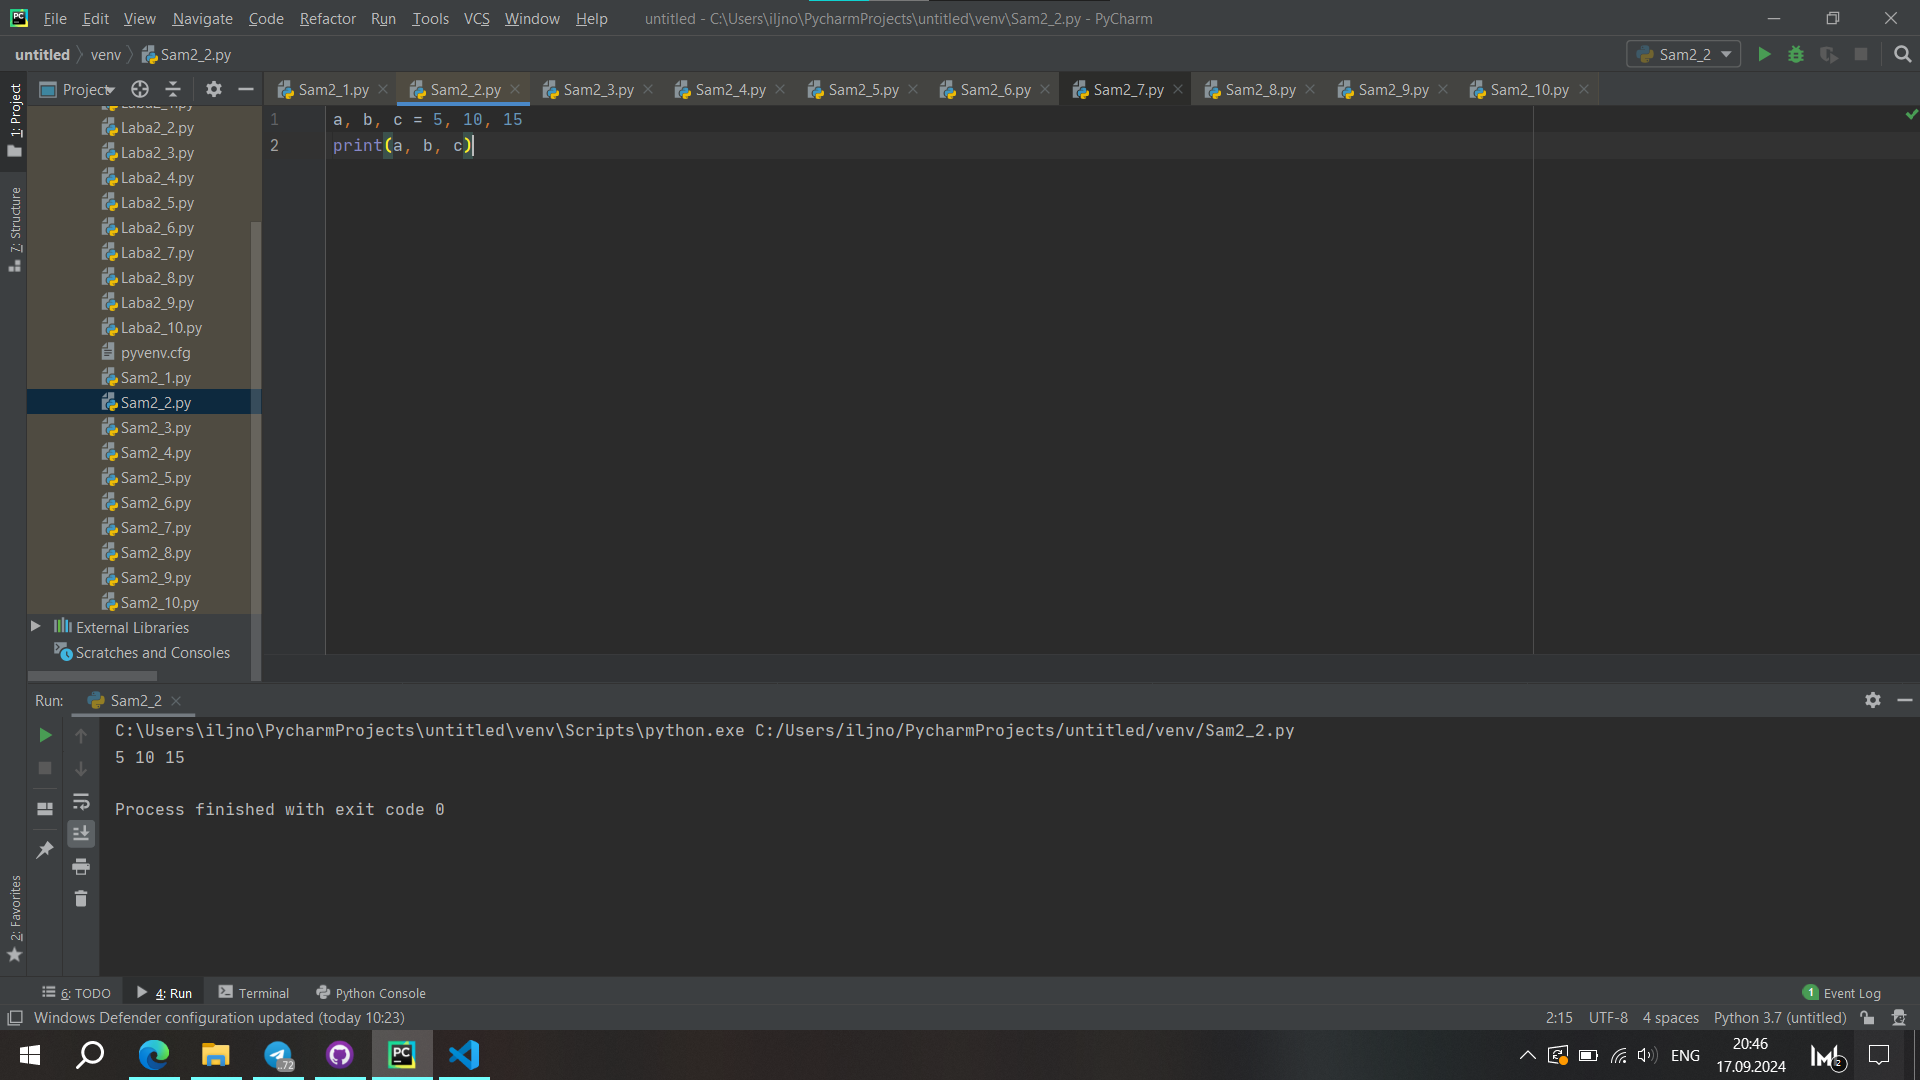 File Edit View Navigate Code Refactor Run Tools VCS Window Help untitled - C:\Users\iljno\PycharmProjects\untitled\venv\Sam2_2.py - PyCharm
untitled venv Sam2_2.py Sam2_2
Project Sam2_1.py Sam2_2.py Sam2_3.py Sam2_4.py Sam2_5.py Sam2_6.py Sam2_7.py Sam2_8.py Sam2_9.py Sam2_10.py
1: Project
7: Structure
2: Favorites
Laba2_2.py
Laba2_3.py
Laba2_4.py
Laba2_5.py
Laba2_6.py
Laba2_7.py
Laba2_8.py
Laba2_9.py
Laba2_10.py
pyvenv.cfg
Sam2_1.py
Sam2_2.py
Sam2_3.py
Sam2_4.py
Sam2_5.py
Sam2_6.py
Sam2_7.py
Sam2_8.py
Sam2_9.py
Sam2_10.py
External Libraries
Scratches and Consoles
1 a, b, c = 5, 10, 15
2 print(a, b, c)
Run: Sam2_2
C:\Users\iljno\PycharmProjects\untitled\venv\Scripts\python.exe C:/Users/iljno/PycharmProjects/untitled/venv/Sam2_2.py
5 10 15
Process finished with exit code 0
6: TODO 4: Run Terminal Python Console 1 Event Log
Windows Defender configuration updated (today 10:23) 2:15 UTF-8 4 spaces Python 3.7 (untitled)
PC ..72 ENG 20:46
17.09.2024 2